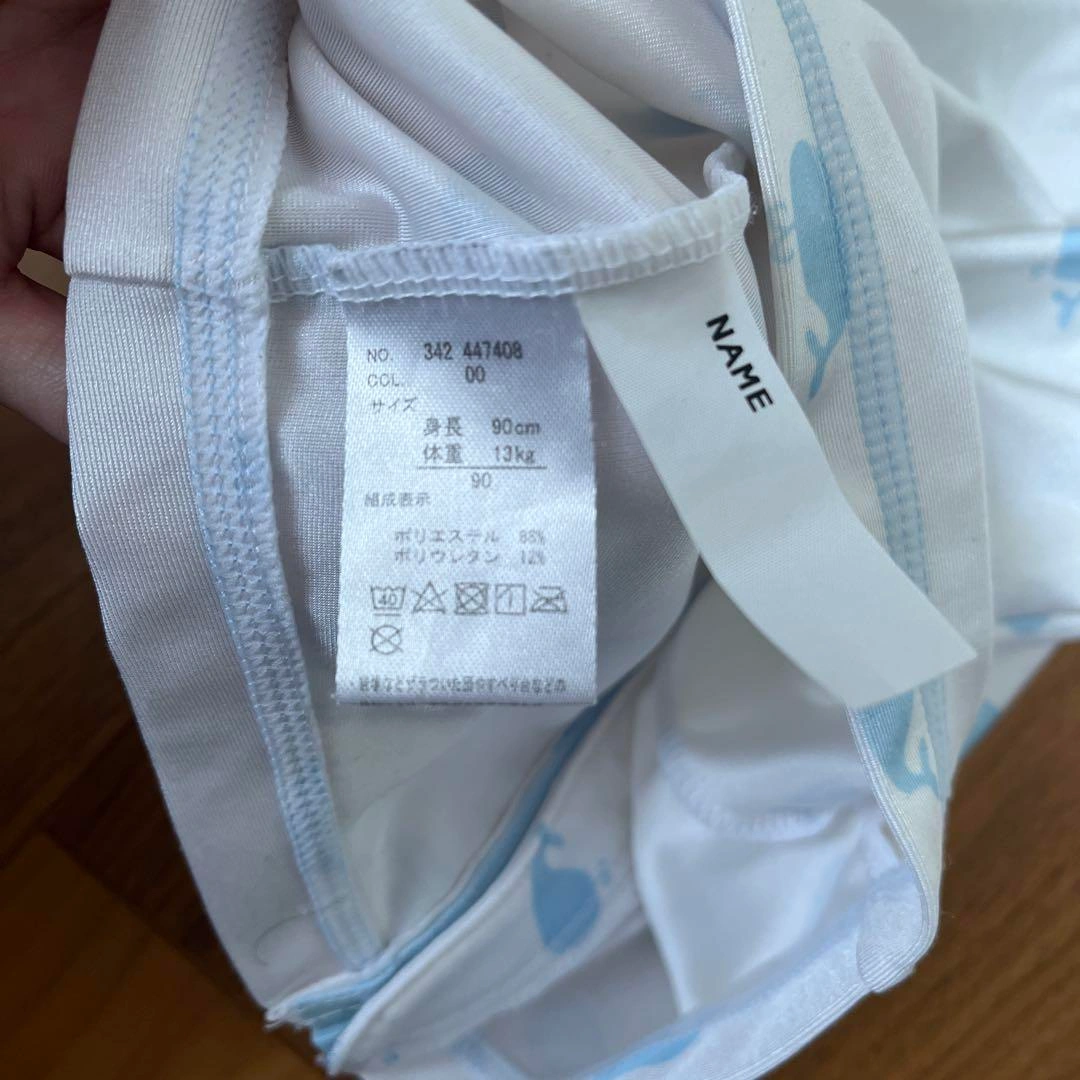 NO. 342 447408
COL. 00
サイズ
身長 90cm
体重 13kg
90
組成表示
ポリエステル 88%
ポリウレタン 12%
40
NAME